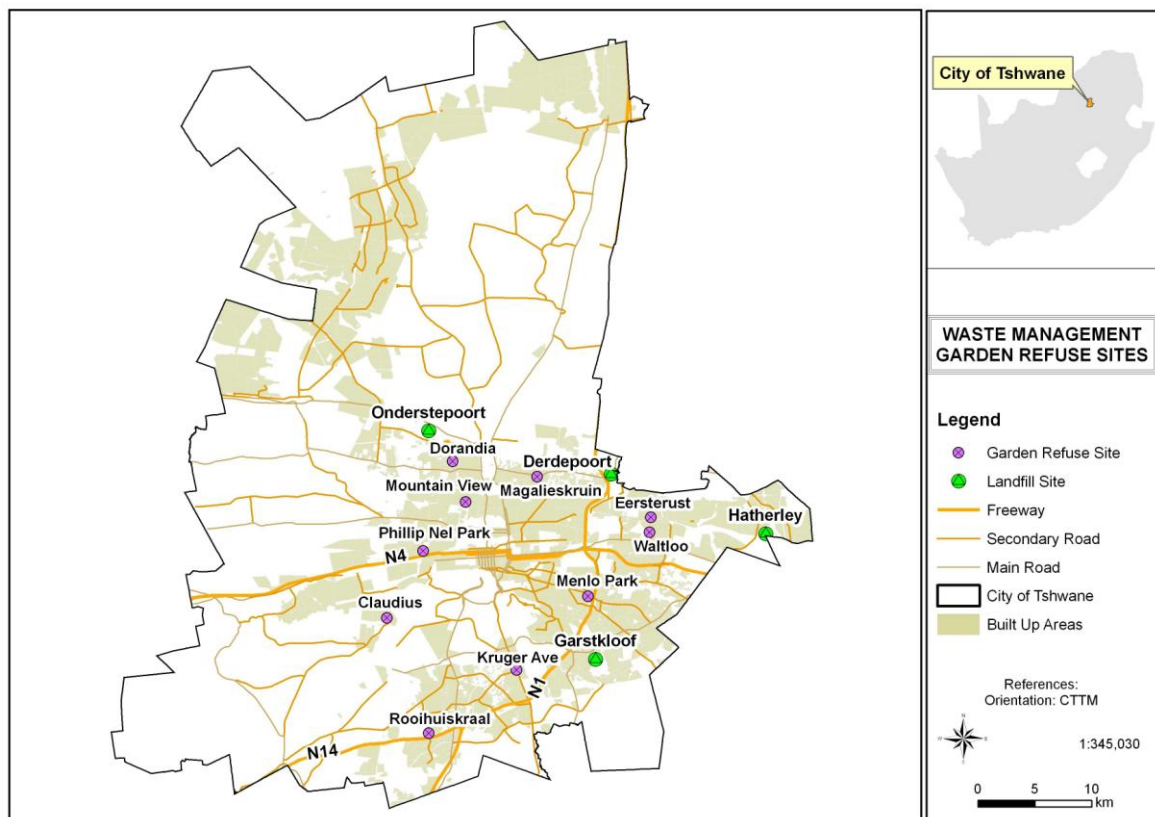 Onderstepoort
Dorandia
Derdepoort
Mountain View
Magalieskruin
Eersterust
Hatherley
Phillip Nel Park
Waltloo
N4
Menlo Park
Claudius
Garstkloof
Kruger Ave
N1
Rooihuiskraal
N14
City of Tshwane
WASTE MANAGEMENT
GARDEN REFUSE SITES
Legend
Garden Refuse Site
Landfill Site
Freeway
Secondary Road
Main Road
City of Tshwane
Built Up Areas
References:
Orientation: CTTM
N
W
E
S
1:345,030
0 5 10
km